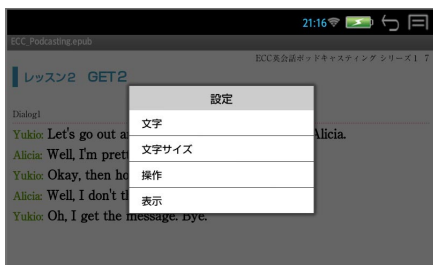 21:16
ECC_Podcasting.epub
ECC英会話ポッドキャスティング シリーズ1 7
レッスン2 GET2
設定
Dialog1
文字
Yukio: Let's go out a Alicia.
文字サイズ
Alicia: Well, I'm pret
操作
Yukio: Okay, then ho
Alicia: Well, I don't t
表示
Yukio: Oh, I get the message. Bye.